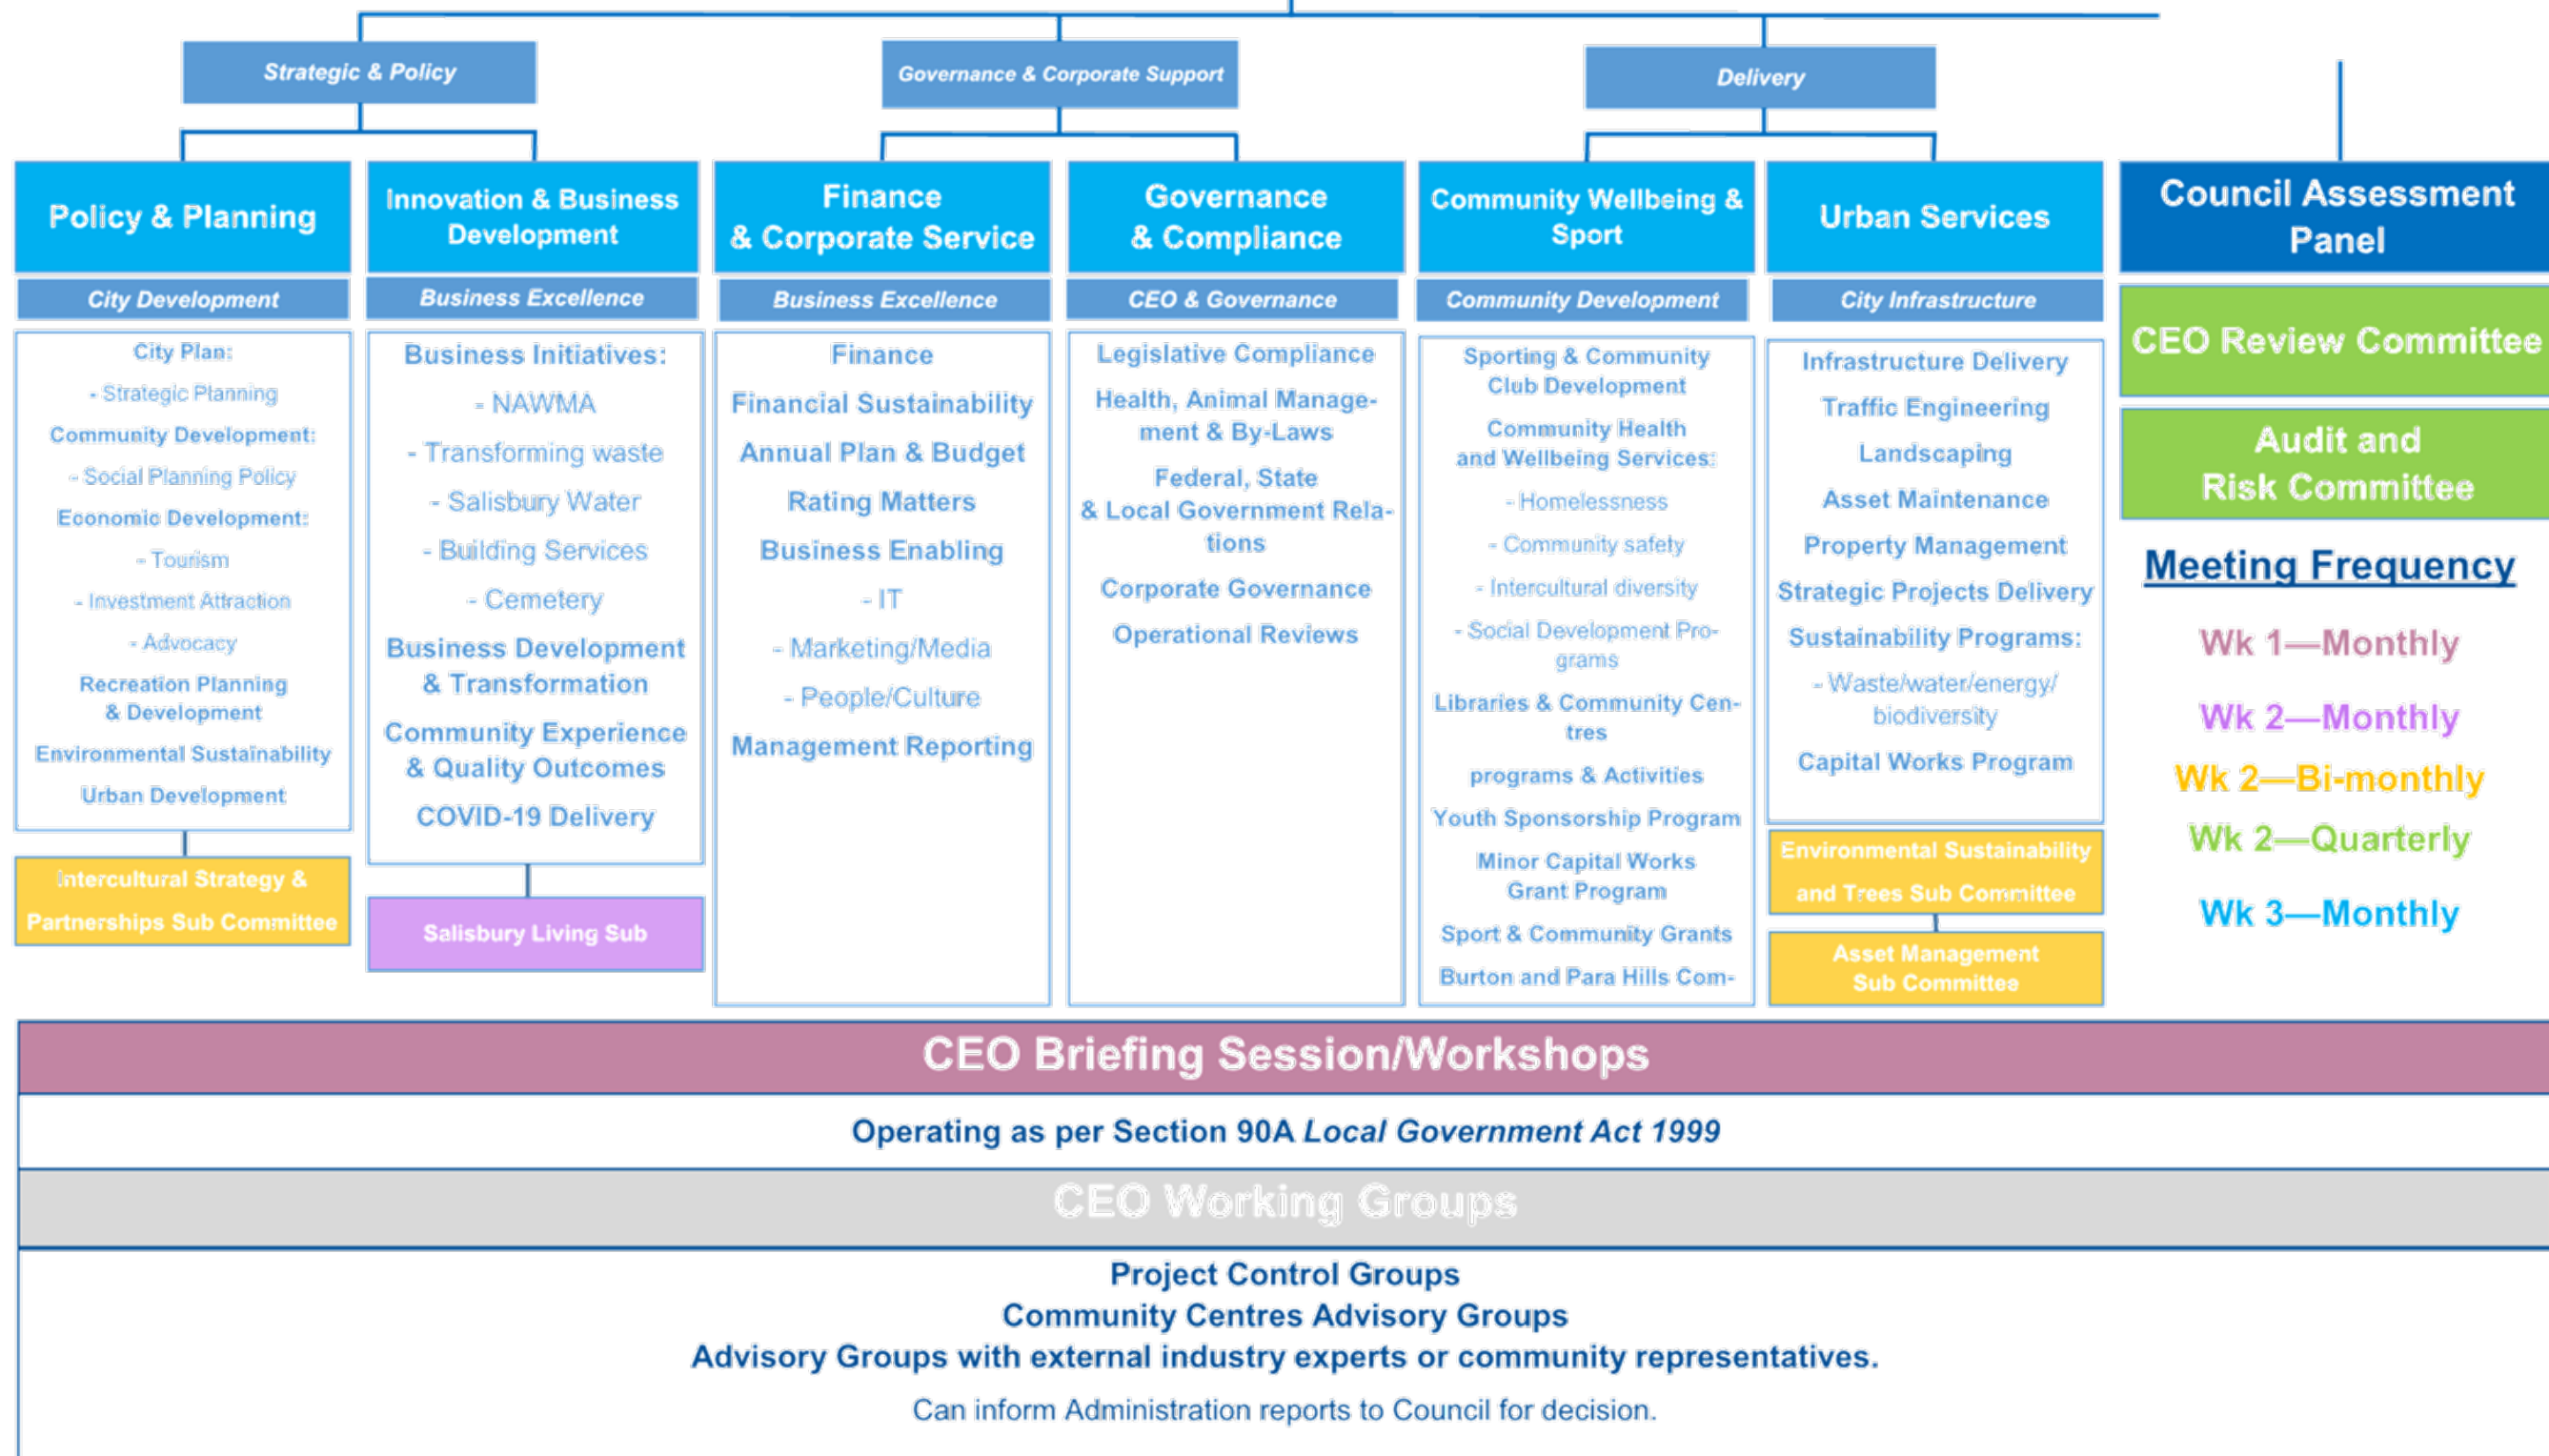 Strategic & Policy
Governance & Corporate Support
Delivery
Policy & Planning
City Development
City Plan:
- Strategic Planning
Community Development:
- Social Planning Policy
Economic Development:
- Tourism
- Investment Attraction
- Advocacy
Recreation Planning
& Development
Environmental Sustainability
Urban Development
Intercultural Strategy &
Partnerships Sub Committee
Innovation & Business
Development
Business Excellence
Business Initiatives:
- NAWMA
- Transforming waste
- Salisbury Water
- Building Services
- Cemetery
Business Development
& Transformation
Community Experience
& Quality Outcomes
COVID-19 Delivery
Salisbury Living Sub
Finance
& Corporate Service
Business Excellence
Finance
Financial Sustainability
Annual Plan & Budget
Rating Matters
Business Enabling
- IT
- Marketing/Media
- People/Culture
Management Reporting
Governance
& Compliance
CEO & Governance
Legislative Compliance
Health, Animal Manage-
ment & By-Laws
Federal, State
& Local Government Rela-
tions
Corporate Governance
Operational Reviews
Community Wellbeing &
Sport
Community Development
Sporting & Community
Club Development
Community Health
and Wellbeing Services:
- Homelessness
- Community safety
- Intercultural diversity
- Social Development Pro-
grams
Libraries & Community Cen-
tres
programs & Activities
Youth Sponsorship Program
Minor Capital Works
Grant Program
Sport & Community Grants
Burton and Para Hills Com-
Urban Services
City Infrastructure
Infrastructure Delivery
Traffic Engineering
Landscaping
Asset Maintenance
Property Management
Strategic Projects Delivery
Sustainability Programs:
- Waste/water/energy/
biodiversity
Capital Works Program
Environmental Sustainability
and Trees Sub Committee
Asset Management
Sub Committee
Council Assessment
Panel
CEO Review Committee
Audit and
Risk Committee
Meeting Frequency
Wk 1—Monthly
Wk 2—Monthly
Wk 2—Bi-monthly
Wk 2—Quarterly
Wk 3—Monthly
CEO Briefing Session/Workshops
Operating as per Section 90A Local Government Act 1999
CEO Working Groups
Project Control Groups
Community Centres Advisory Groups
Advisory Groups with external industry experts or community representatives.
Can inform Administration reports to Council for decision.